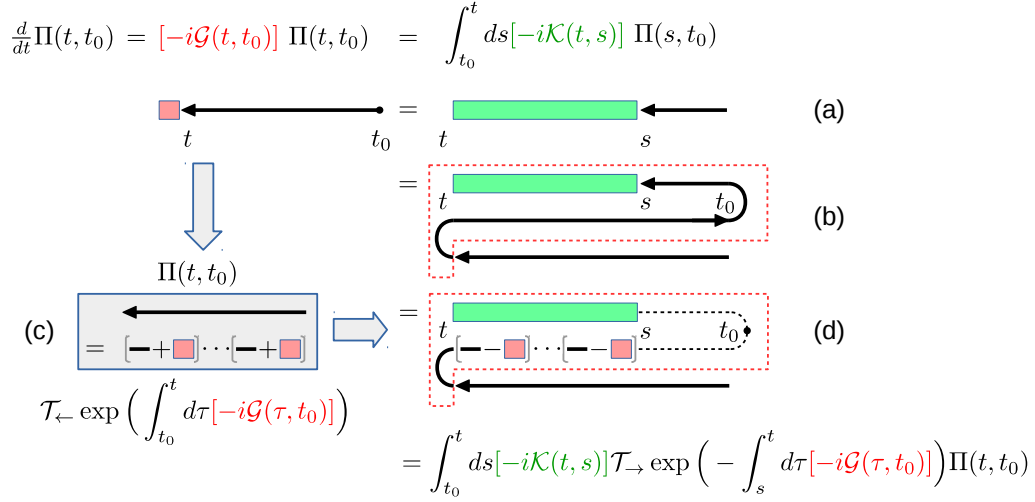 d/dt Π(t, t₀) = [−i𝒢(t, t₀)] Π(t, t₀) = ∫_{t₀}^{t} ds[−i𝒦(t, s)] Π(s, t₀)
= (a)
t t₀ t s
= (b)
t s t₀
Π(t, t₀)
(c) = [ + ] ⋯ [ + ]
= (d)
t s t₀
[ − ] ⋯ [ − ]
𝒯← exp ( ∫_{t₀}^{t} dτ[−i𝒢(τ, t₀)] )
= ∫_{t₀}^{t} ds[−i𝒦(t, s)]𝒯→ exp ( − ∫_{s}^{t} dτ[−i𝒢(τ, t₀)] ) Π(t, t₀)